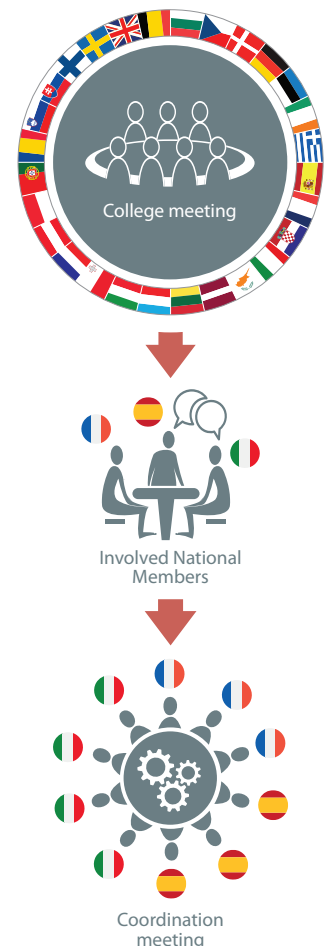 College meeting
Involved National
Members
Coordination
meeting